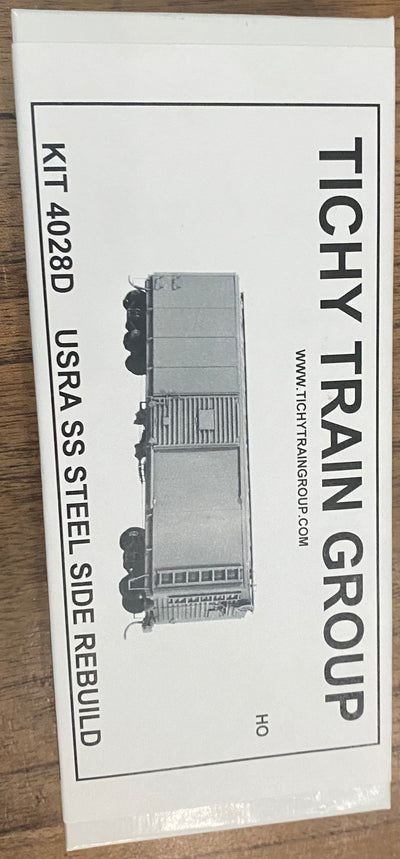 TICHY TRAIN GROUP
WWW.TICHYTRAINGROUP.COM
HO
KIT 4028D USRA SS STEEL SIDE REBUILD